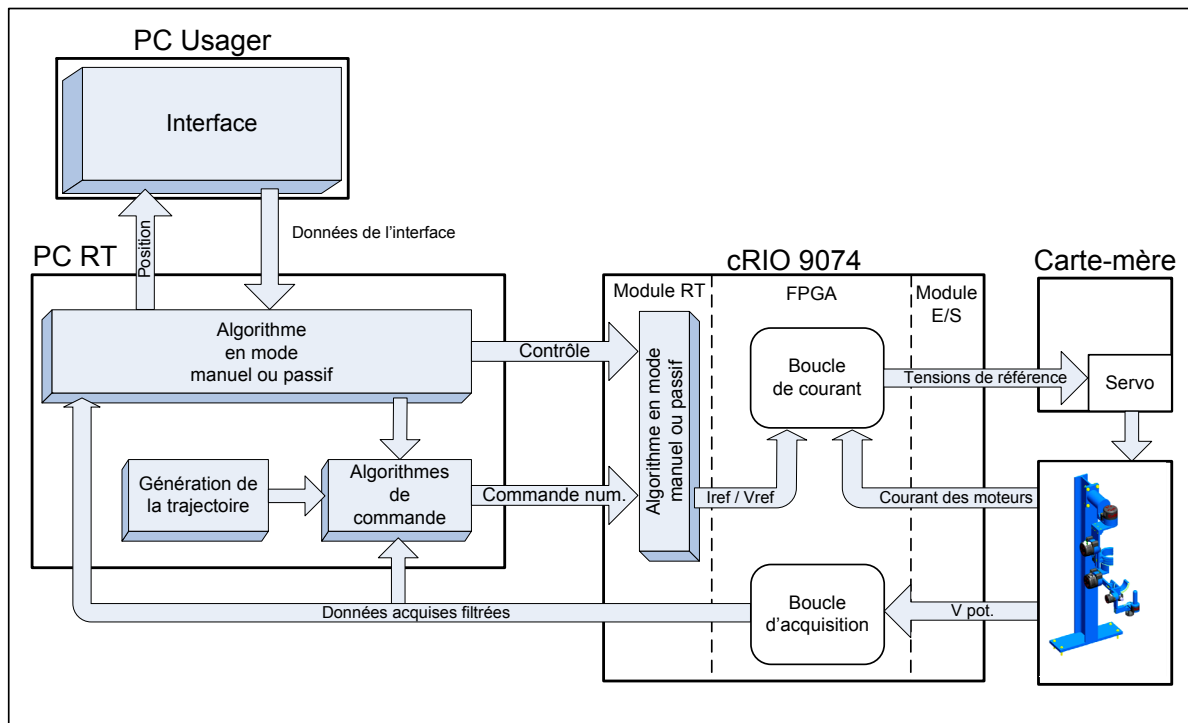 PC Usager
Interface
Position
Données de l’interface
PC RT
Algorithme
en mode
manuel ou passif
Génération de
la trajectoire
Algorithmes
de
commande
Contrôle
Commande num.
Données acquises filtrées
cRIO 9074
Module RT
FPGA
Module
E/S
Algorithme en mode
manuel ou passif
Boucle
de courant
Iref / Vref
Boucle
d’acquisition
Tensions de référence
Courant des moteurs
V pot.
Carte-mère
Servo